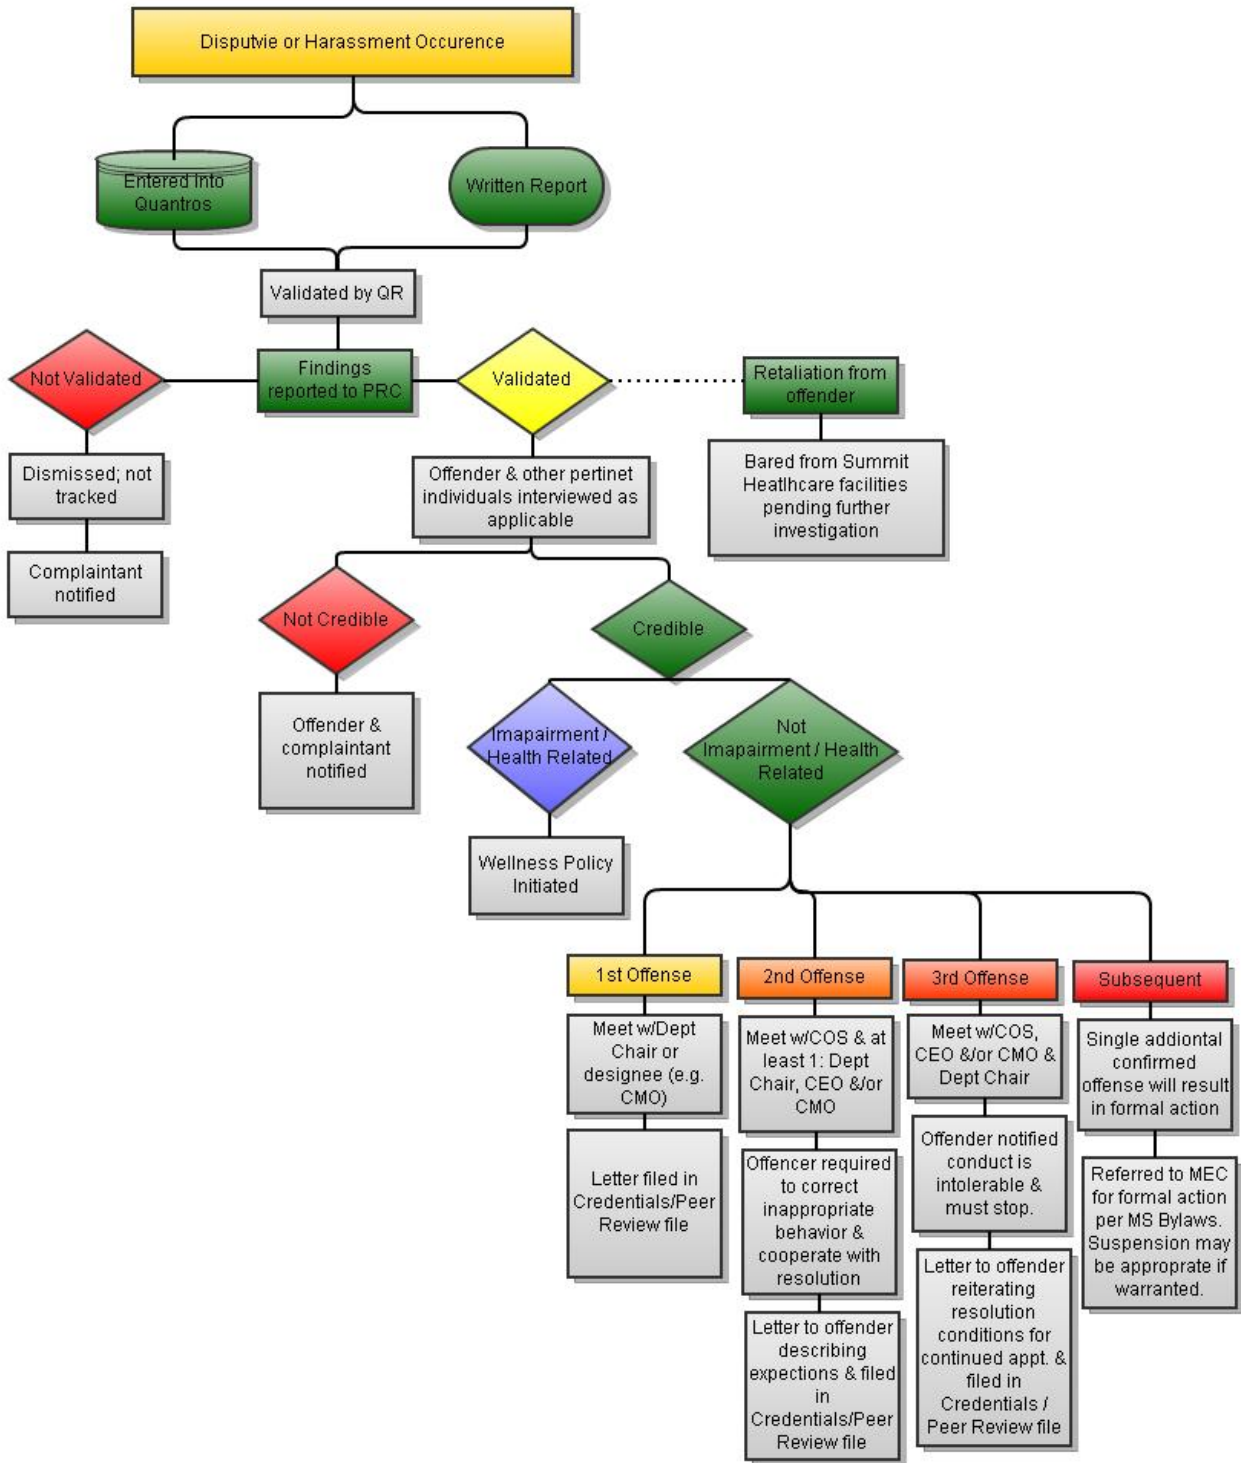 Disputvie or Harassment Occurence
Entered Into
Quantros
Written Report
Validated by QR
Not Validated
Findings
reported to PRC
Validated
Retaliation from
offender
Dismissed; not
tracked
Offender & other pertinet
individuals interviewed as
applicable
Bared from Summit
Heatlhcare facilities
pending further
investigation
Complaintant
notified
Not Credible
Credible
Offender &
complaintant
notified
Imapairment /
Health Related
Not
Imapairment / Health
Related
Wellness Policy
Initiated
1st Offense
Meet w/Dept
Chair or
designee (e.g.
CMO)
Letter filed in
Credentials/Peer
Review file
2nd Offense
Meet w/COS & at
least 1: Dept
Chair, CEO &/or
CMO
Offencer required
to correct
inappropriate
behavior &
cooperate with
resolution
Letter to offender
describing
expections & filed
in
Credentials/Peer
Review file
3rd Offense
Meet w/COS,
CEO &/or CMO &
Dept Chair
Offender notified
conduct is
intolerable &
must stop.
Letter to offender
reiterating
resolution
conditions for
continued appt. &
filed in
Credentials /
Peer Review file
Subsequent
Single addiontal
confirmed
offense will result
in formal action
Referred to MEC
for formal action
per MS Bylaws.
Suspension may
be approprate if
warranted.